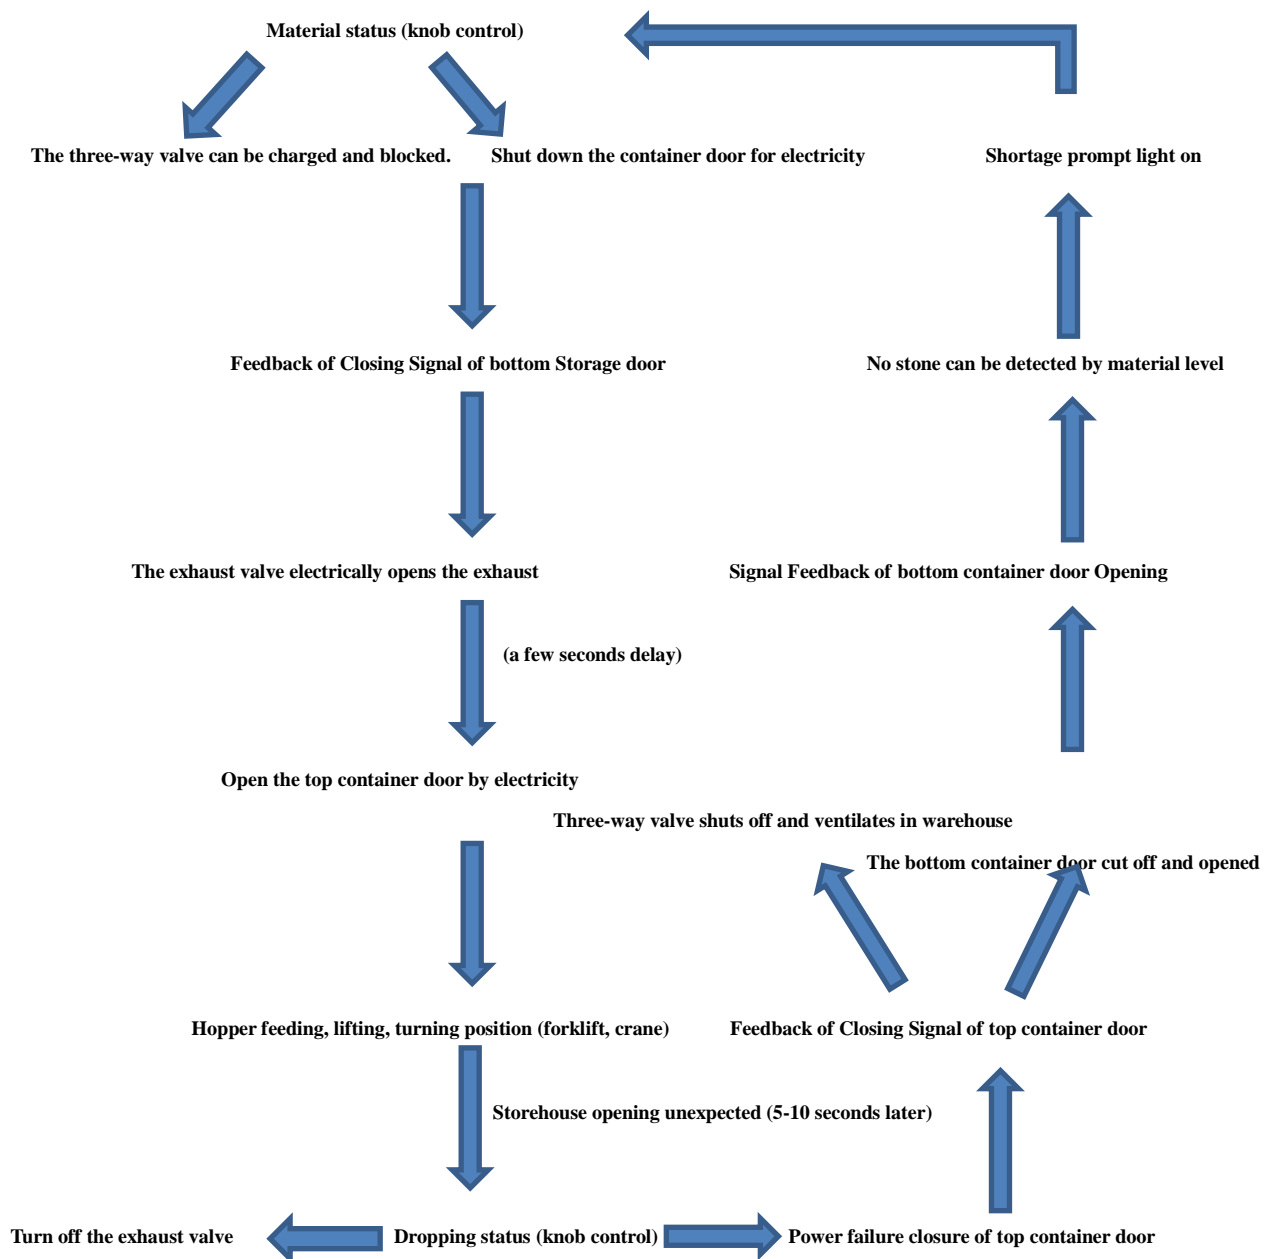 Material status (knob control)
The three-way valve can be charged and blocked.
Shut down the container door for electricity
Shortage prompt light on
Feedback of Closing Signal of bottom Storage door
No stone can be detected by material level
The exhaust valve electrically opens the exhaust
Signal Feedback of bottom container door Opening
(a few seconds delay)
Open the top container door by electricity
Three-way valve shuts off and ventilates in warehouse
The bottom container door cut off and opened
Hopper feeding, lifting, turning position (forklift, crane)
Feedback of Closing Signal of top container door
Storehouse opening unexpected (5-10 seconds later)
Turn off the exhaust valve
Dropping status (knob control)
Power failure closure of top container door